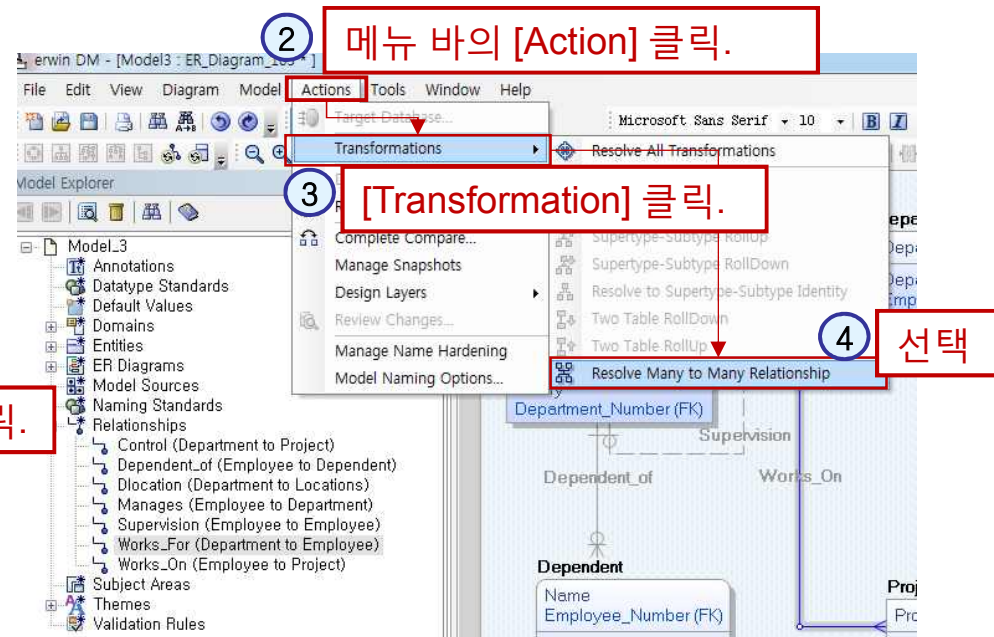 ② 메뉴 바의 [Action] 클릭.
erwin DM - [Model3 : ER_Diagram_165 * ]
File Edit View Diagram Model Actions Tools Window Help
Target Database...
Microsoft Sans Serif 10 B I
Transformations
Resolve All Transformations
Model Explorer
③ [Transformation] 클릭.
Complete Compare...
Supertype-Subtype RollUp
Manage Snapshots
Supertype-Subtype RollDown
Design Layers
Resolve to Supertype-Subtype Identity
Review Changes...
Two Table RollDown
Manage Name Hardening
Two Table RollUp
④ 선택
Model Naming Options...
Resolve Many to Many Relationship
Model_3
Annotations
Datatype Standards
Default Values
Domains
Entities
ER Diagrams
Model Sources
Naming Standards
릭.
Relationships
Control (Department to Project)
Dependent_of (Employee to Dependent)
Dlocation (Department to Locations)
Manages (Employee to Department)
Supervision (Employee to Employee)
Works_For (Department to Employee)
Works_On (Employee to Project)
Subject Areas
Themes
Validation Rules
Department_Number (FK)
Supervision
Dependent_of
Works_On
Dependent
Name
Employee_Number (FK)
Proj
Pro